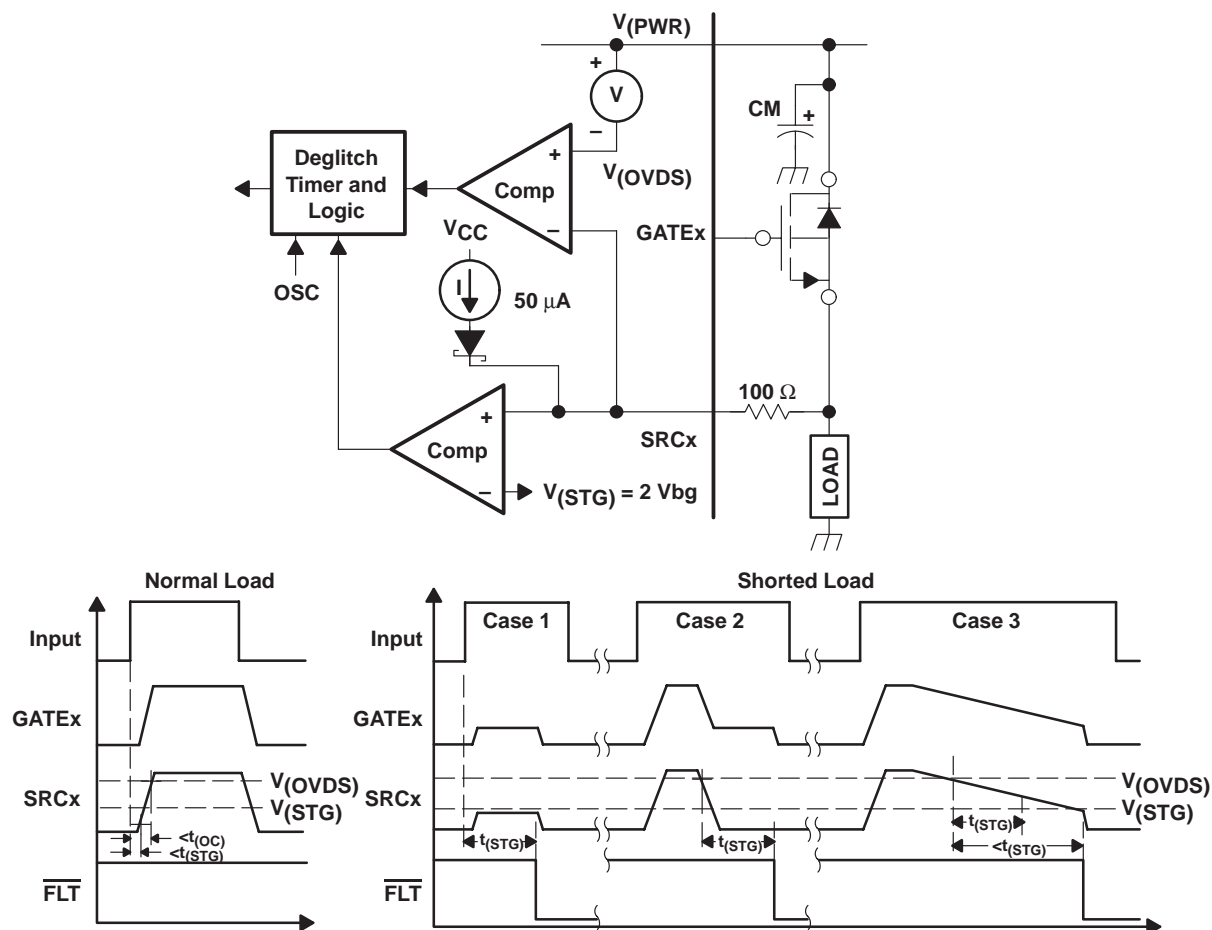 V(PWR)
+
V
−
CM
+
Deglitch
Timer and
Logic
+
Comp
−
V(OVDS)
GATEx
VCC
OSC
I
50 μA
100 Ω
+
Comp
−
SRCx
V(STG) = 2 Vbg
LOAD
Normal Load
Shorted Load
Input
Case 1
Case 2
Case 3
Input
GATEx
GATEx
SRCx
V(OVDS)
V(STG)
SRCx
V(OVDS)
V(STG)
<t(OC)
<t(STG)
t(STG)
t(STG)
t(STG)
<t(STG)
FLT
FLT